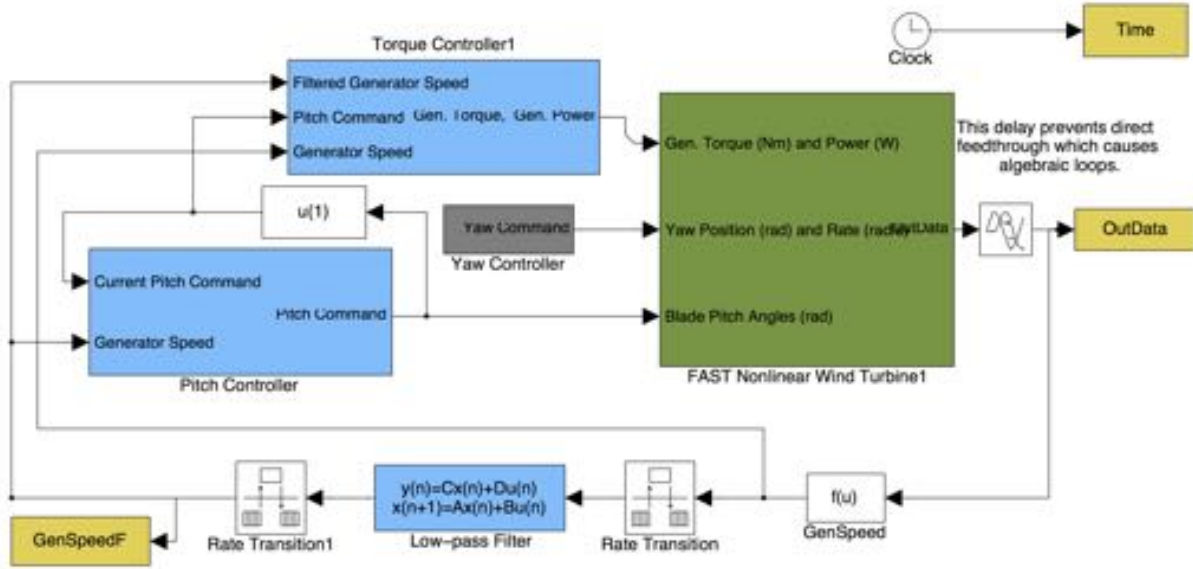 Torque Controller1
Filtered Generator Speed
Pitch Command Gen. Torque, Gen. Power
Generator Speed
Clock
Time
This delay prevents direct
feedthrough which causes
algebraic loops.
Gen. Torque (Nm) and Power (W)
u(1)
Yaw Command
Yaw Controller
Yaw Position (rad) and Rate (rad/s)
OutData
OutData
Current Pitch Command
Pitch Command
Generator Speed
Pitch Controller
Blade Pitch Angles (rad)
FAST Nonlinear Wind Turbine1
y(n)=Cx(n)+Du(n)
x(n+1)=Ax(n)+Bu(n)
f(u)
GenSpeed
GenSpeedF
Rate Transition1
Low-pass Filter
Rate Transition